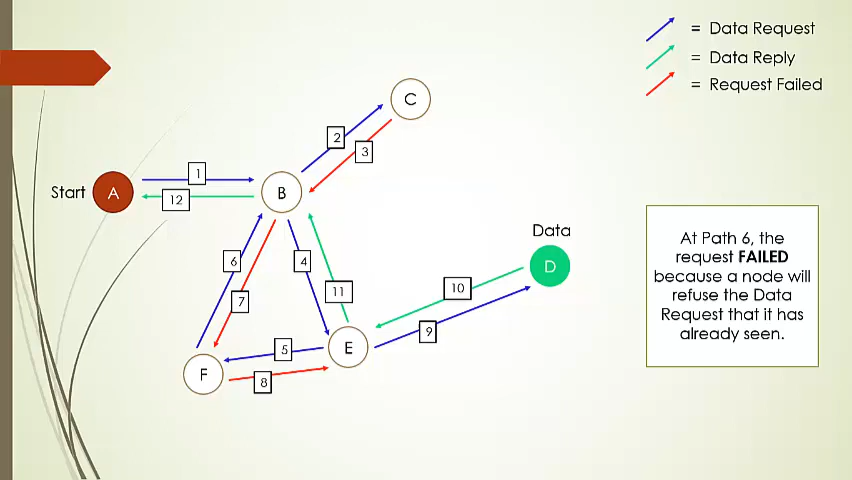 = Data Request
= Data Reply
= Request Failed
C
2
3
1
Start A
B
12
Data
D
6
4
7
11
10
9
5
E
F
8
At Path 6, the
request FAILED
because a node will
refuse the Data
Request that it has
already seen.